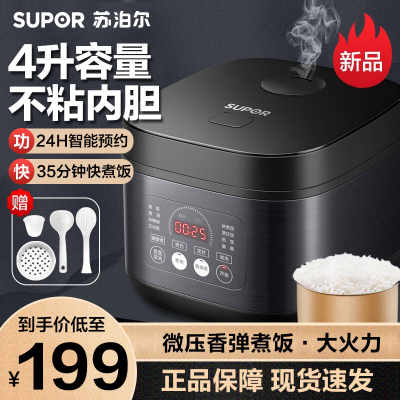 SUPOR 苏泊尔
4升容量
不粘内胆
新品
功 24H智能预约
快 35分钟快煮饭
赠
SUPOR
00:25
到手价低至
¥199
微压香弹煮饭·大火力
正品保障 现货速发